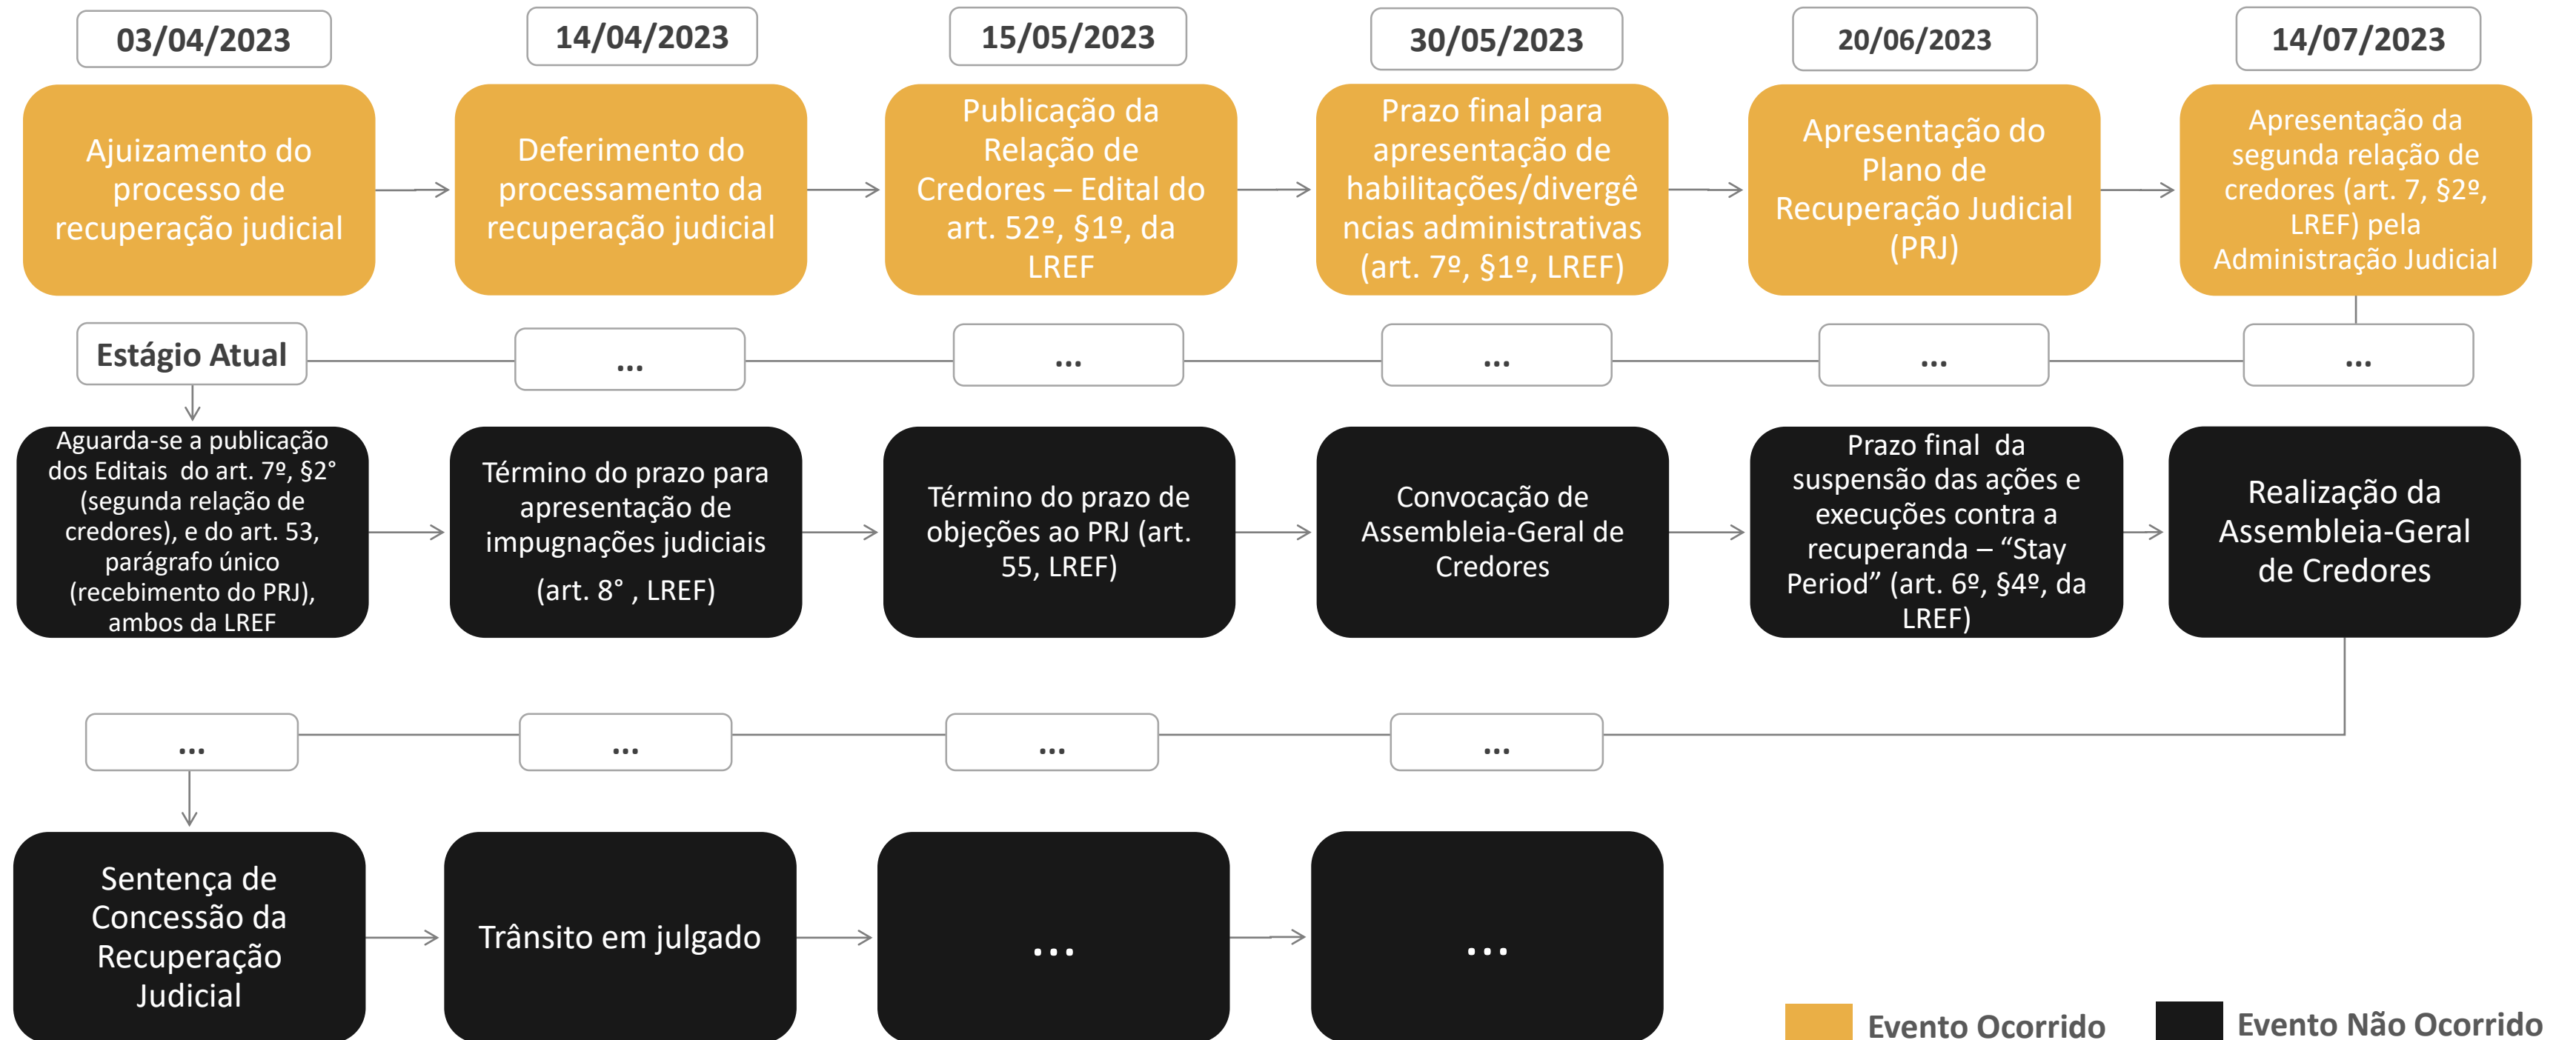 03/04/2023
14/04/2023
15/05/2023
30/05/2023
20/06/2023
14/07/2023
Ajuizamento do
processo de
recuperação judicial
Deferimento do
processamento da
recuperação judicial
Publicação da
Relação de
Credores – Edital do
art. 52º, §1º, da
LREF
Prazo final para
apresentação de
habilitações/divergê
ncias administrativas
(art. 7º, §1º, LREF)
Apresentação do
Plano de
Recuperação Judicial
(PRJ)
Apresentação da
segunda relação de
credores (art. 7, §2º,
LREF) pela
Administração Judicial
Estágio Atual
...
...
...
...
...
Aguarda-se a publicação
dos Editais do art. 7º, §2°
(segunda relação de
credores), e do art. 53,
parágrafo único
(recebimento do PRJ),
ambos da LREF
Término do prazo para
apresentação de
impugnações judiciais
(art. 8° , LREF)
Término do prazo de
objeções ao PRJ (art.
55, LREF)
Convocação de
Assembleia-Geral de
Credores
Prazo final da
suspensão das ações e
execuções contra a
recuperanda – “Stay
Period” (art. 6º, §4º, da
LREF)
Realização da
Assembleia-Geral
de Credores
...
...
...
...
Sentença de
Concessão da
Recuperação
Judicial
Trânsito em julgado
...
...
Evento Ocorrido
Evento Não Ocorrido